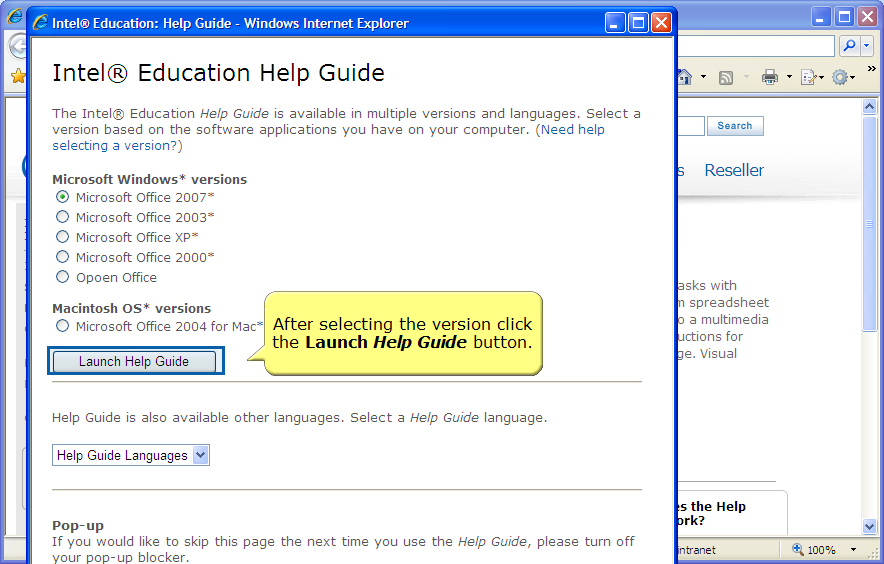 Intel® Education: Help Guide - Windows Internet Explorer
Intel® Education Help Guide
The Intel® Education Help Guide is available in multiple versions and languages. Select a
version based on the software applications you have on your computer. (Need help
selecting a version?)
Microsoft Windows* versions
Microsoft Office 2007*
Microsoft Office 2003*
Microsoft Office XP*
Microsoft Office 2000*
Opoen Office
Macintosh OS* versions
Microsoft Office 2004 for Mac*
After selecting the version click
the Launch Help Guide button.
Launch Help Guide
Help Guide is also available other languages. Select a Help Guide language.
Help Guide Languages
Pop-up
If you would like to skip this page the next time you use the Help Guide, please turn off
your pop-up blocker.
»
Search
Reseller
with
spreadsheet
a multimedia
for
Visual
the Help
100%